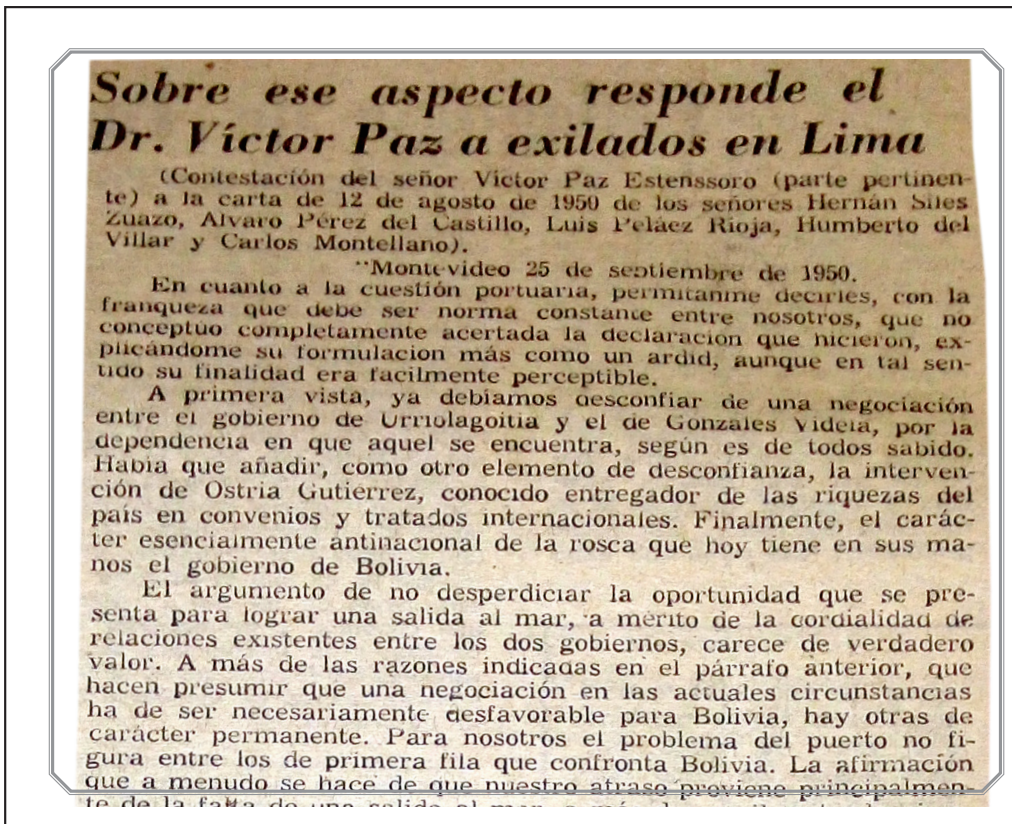 Sobre ese aspecto responde el
Dr. Víctor Paz a exilados en Lima
(Contestación del señor Víctor Paz Estenssoro (parte pertinen-
te) a la carta de 12 de agosto de 1950 de los señores Hernán Siles
Zuazo, Alvaro Pérez del Castillo, Luis Peláez Rioja, Humberto del
Villar y Carlos Montellano).
"Montevideo 25 de septiembre de 1950.
En cuanto a la cuestión portuaria, permítanme decirles, con la
franqueza que debe ser norma constante entre nosotros, que no
conceptúo completamente acertada la declaración que hicieron, ex-
plicándome su formulación más como un ardid, aunque en tal sen-
tido su finalidad era facilmente perceptible.
A primera vista, ya debíamos desconfiar de una negociación
entre el gobierno de Urriolagoitia y el de Gonzales Videla, por la
dependencia en que aquel se encuentra, según es de todos sabido.
Había que añadir, como otro elemento de desconfianza, la interven-
ción de Ostria Gutierrez, conocido entregador de las riquezas del
país en convenios y tratados internacionales. Finalmente, el carác-
ter esencialmente antinacional de la rosca que hoy tiene en sus ma-
nos el gobierno de Bolivia.
El argumento de no desperdiciar la oportunidad que se pre-
senta para lograr una salida al mar, a mérito de la cordialidad de
relaciones existentes entre los dos gobiernos, carece de verdadero
valor. A más de las razones indicadas en el párrafo anterior, que
hacen presumir que una negociación en las actuales circunstancias
ha de ser necesariamente desfavorable para Bolivia, hay otras de
carácter permanente. Para nosotros el problema del puerto no fi-
gura entre los de primera fila que confronta Bolivia. La afirmación
que a menudo se hace de que nuestro atraso proviene principalmen-
te de la falta de una salida al mar